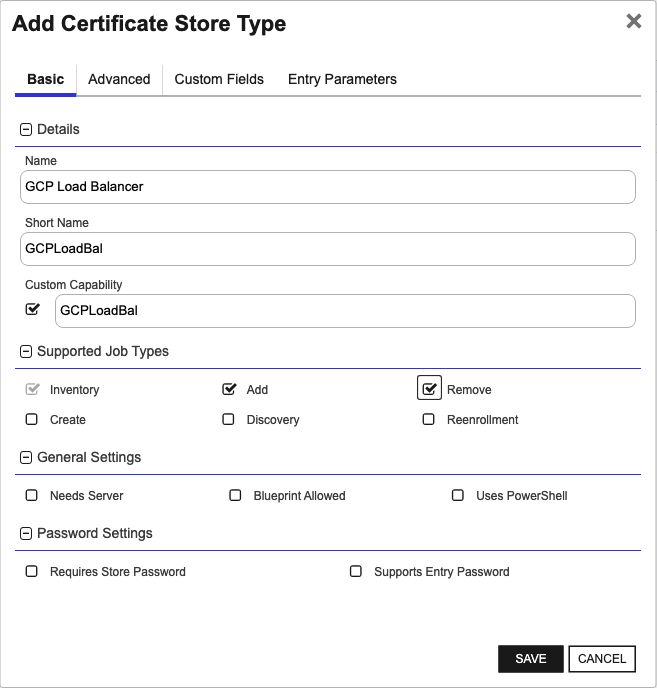 Add Certificate Store Type
Basic Advanced Custom Fields Entry Parameters
Details
Name
GCP Load Balancer
Short Name
GCPLoadBal
Custom Capability
GCPLoadBal
Supported Job Types
Inventory Add Remove
Create Discovery Reenrollment
General Settings
Needs Server Blueprint Allowed Uses PowerShell
Password Settings
Requires Store Password Supports Entry Password
SAVE CANCEL